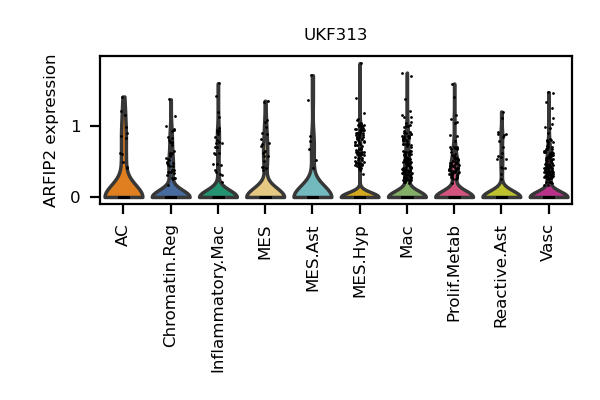 UKF313
ARFIP2 expression
1
0
AC
Chromatin.Reg
Inflammatory.Mac
MES
MES.Ast
MES.Hyp
Mac
Prolif.Metab
Reactive.Ast
Vasc